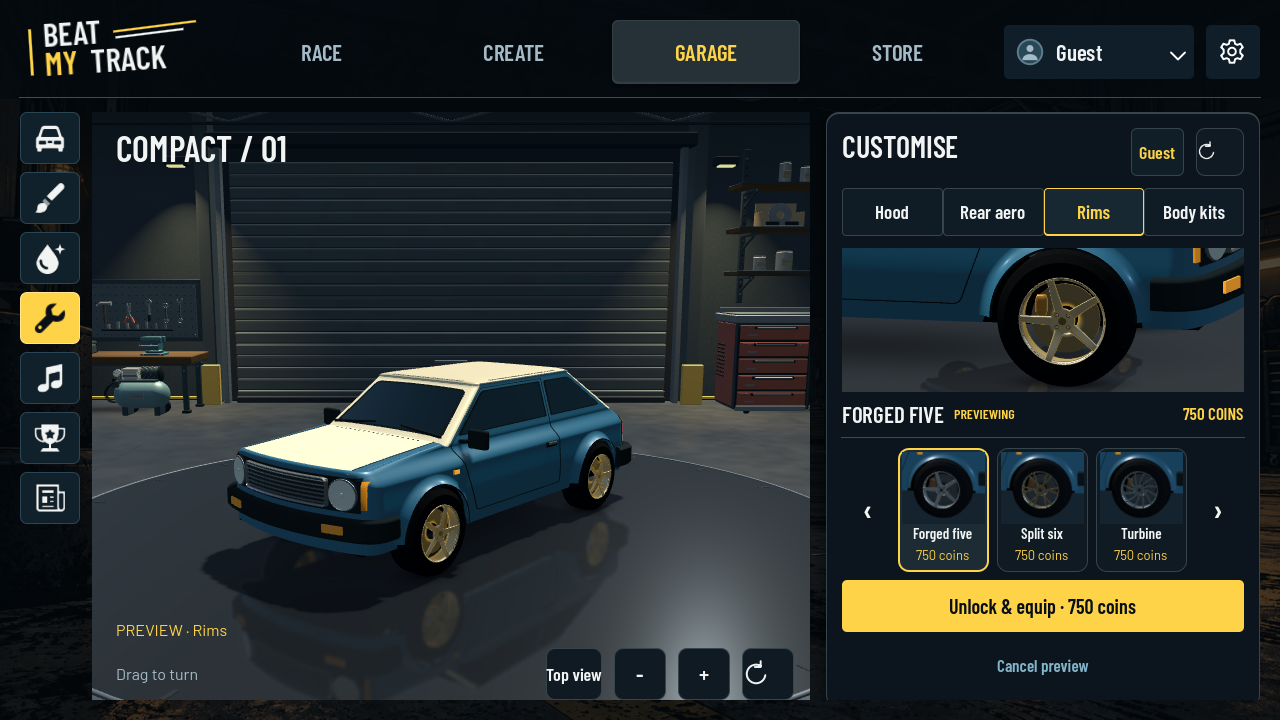 BEAT
MY TRACK
RACE
CREATE
GARAGE
STORE
Guest
COMPACT / 01
CUSTOMISE
Guest
Hood
Rear aero
Rims
Body kits
FORGED FIVE PREVIEWING 750 COINS
‹
Forged five
750 coins
Split six
750 coins
Turbine
750 coins
›
Unlock & equip · 750 coins
Cancel preview
PREVIEW · Rims
Drag to turn
Top view
-
+